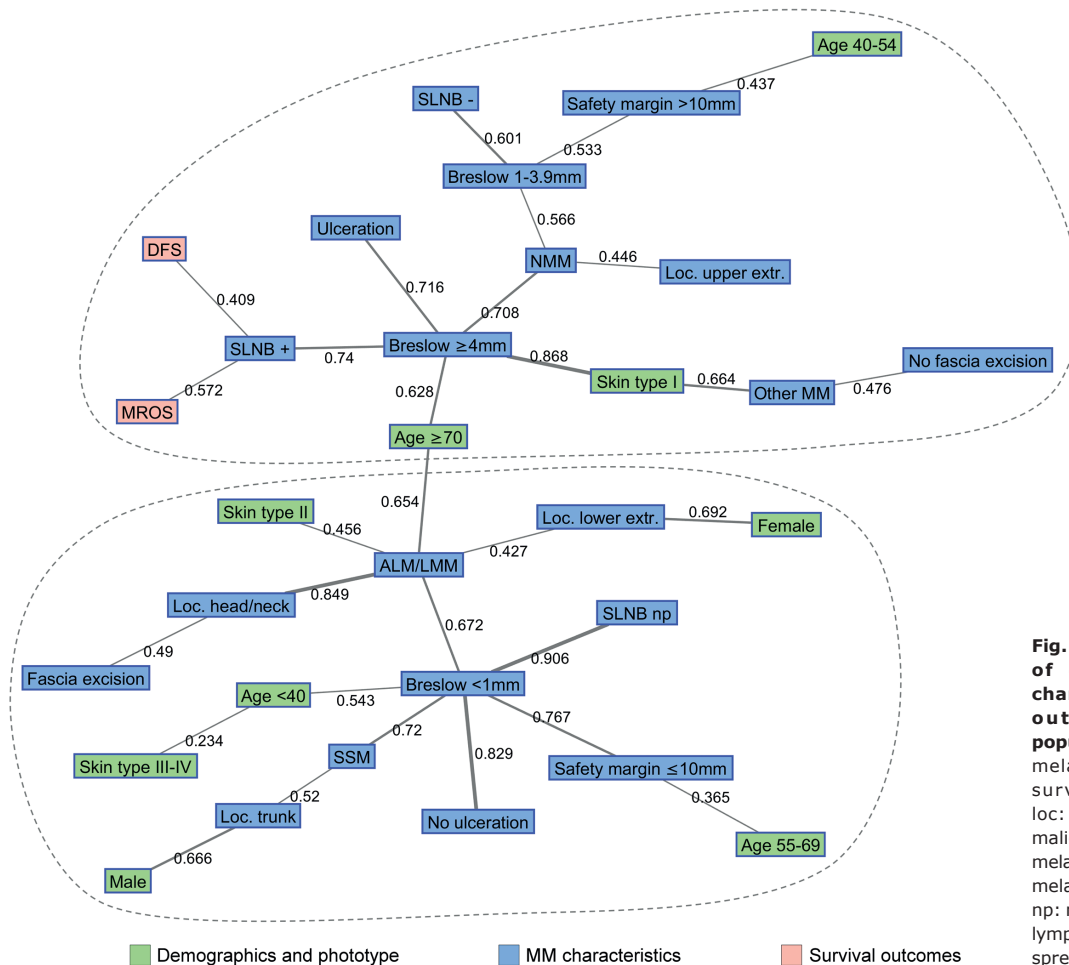 Age 40-54
0.437
SLNB -
Safety margin >10mm
0.601
0.533
Breslow 1-3.9mm
Ulceration
0.566
DFS
NMM
0.446
Loc. upper extr.
0.716
0.409
0.708
SLNB +
0.74
Breslow ≥4mm
0.868
No fascia excision
Skin type I
0.664
Other MM
0.476
0.572
0.628
MROS
Age ≥70
0.654
Skin type II
0.456
Loc. lower extr.
0.692
Female
0.427
ALM/LMM
0.849
Loc. head/neck
SLNB np
0.672
0.49
0.906
Fascia excision
Breslow <1mm
Age <40
0.543
0.767
0.72
0.234
0.829
SSM
Skin type III-IV
Safety margin ≤10mm
0.52
0.365
Loc. trunk
No ulceration
Age 55-69
0.666
Male
Demographics and phototype
MM characteristics
Survival outcomes
Fig.
of
char
out
popu
mela
surv
loc:
mali
mela
mela
np: r
lymp
spre